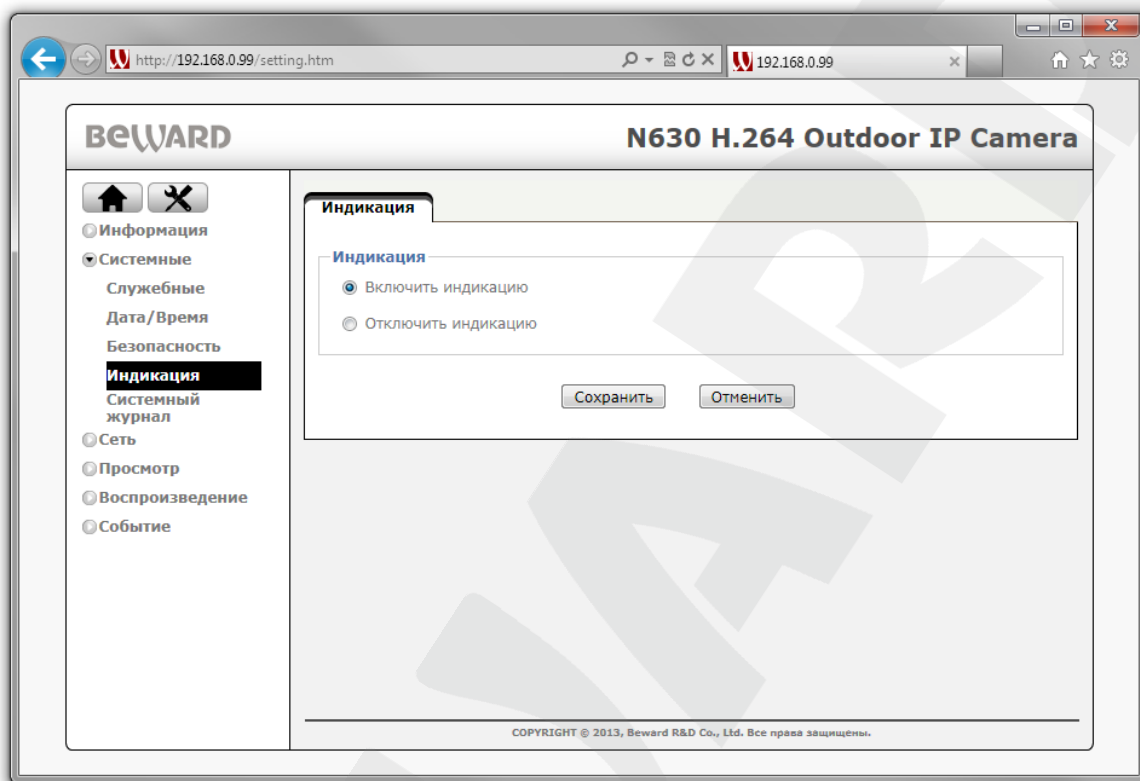 http://192.168.0.99/setting.htm
192.168.0.99
BEWARD
N630 H.264 Outdoor IP Camera
Информация
Системные
Служебные
Дата/Время
Безопасность
Индикация
Системный
журнал
Сеть
Просмотр
Воспроизведение
Событие
Индикация
Индикация
Включить индикацию
Отключить индикацию
Сохранить
Отменить
COPYRIGHT © 2013, Beward R&D Co., Ltd. Все права защищены.